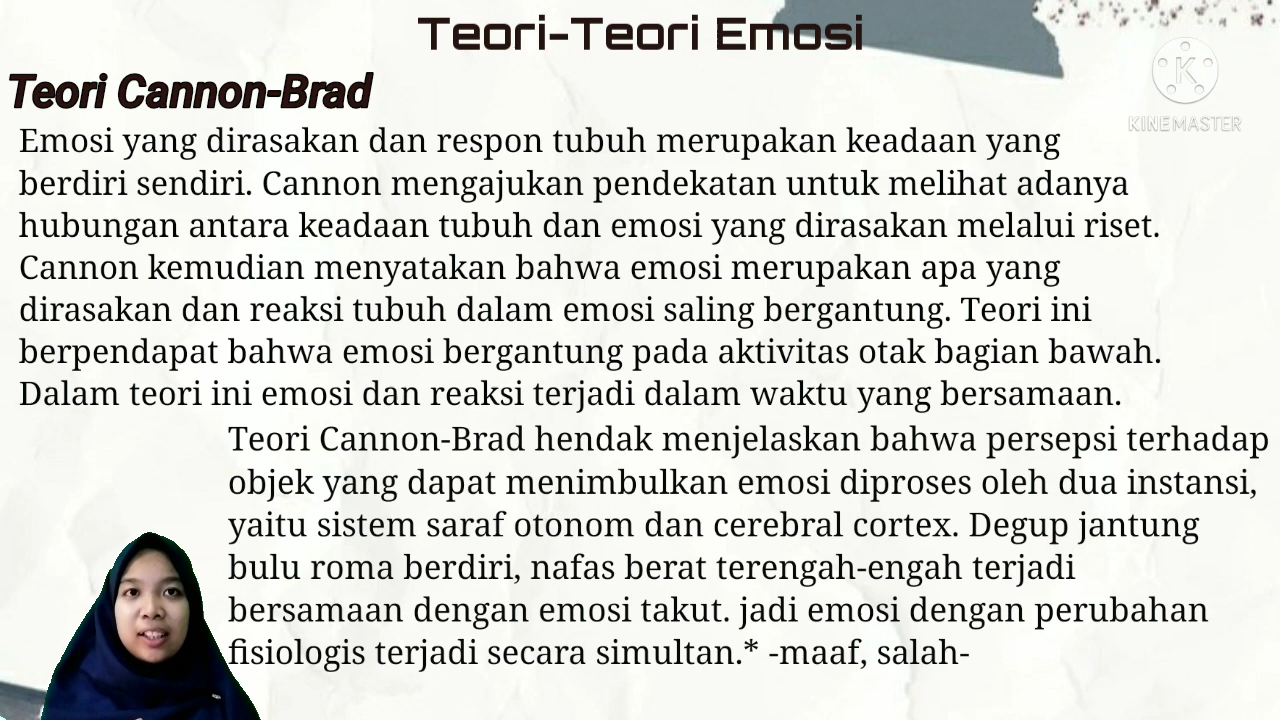 Teori-Teori Emosi
Teori Cannon-Brad
KINEMASTER
Emosi yang dirasakan dan respon tubuh merupakan keadaan yang
berdiri sendiri. Cannon mengajukan pendekatan untuk melihat adanya
hubungan antara keadaan tubuh dan emosi yang dirasakan melalui riset.
Cannon kemudian menyatakan bahwa emosi merupakan apa yang
dirasakan dan reaksi tubuh dalam emosi saling bergantung. Teori ini
berpendapat bahwa emosi bergantung pada aktivitas otak bagian bawah.
Dalam teori ini emosi dan reaksi terjadi dalam waktu yang bersamaan.
Teori Cannon-Brad hendak menjelaskan bahwa persepsi terhadap
objek yang dapat menimbulkan emosi diproses oleh dua instansi,
yaitu sistem saraf otonom dan cerebral cortex. Degup jantung
bulu roma berdiri, nafas berat terengah-engah terjadi
bersamaan dengan emosi takut. jadi emosi dengan perubahan
fisiologis terjadi secara simultan.* -maaf, salah-